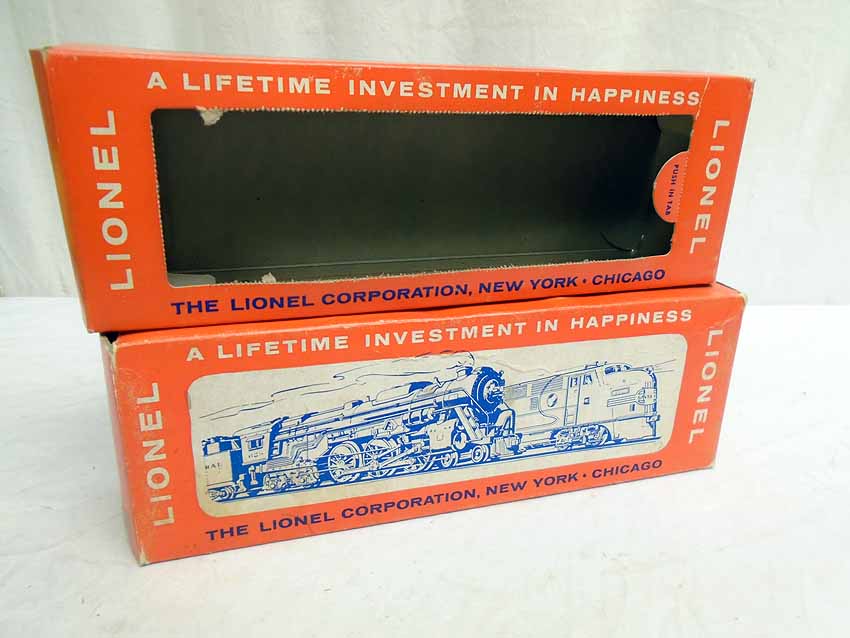 A LIFETIME INVESTMENT IN HAPPINESS
LIONEL
PUSH IN TAB
LIONEL
THE LIONEL CORPORATION, NEW YORK • CHICAGO
A LIFETIME INVESTMENT IN HAPPINESS
LIONEL
LIONEL
THE LIONEL CORPORATION, NEW YORK • CHICAGO